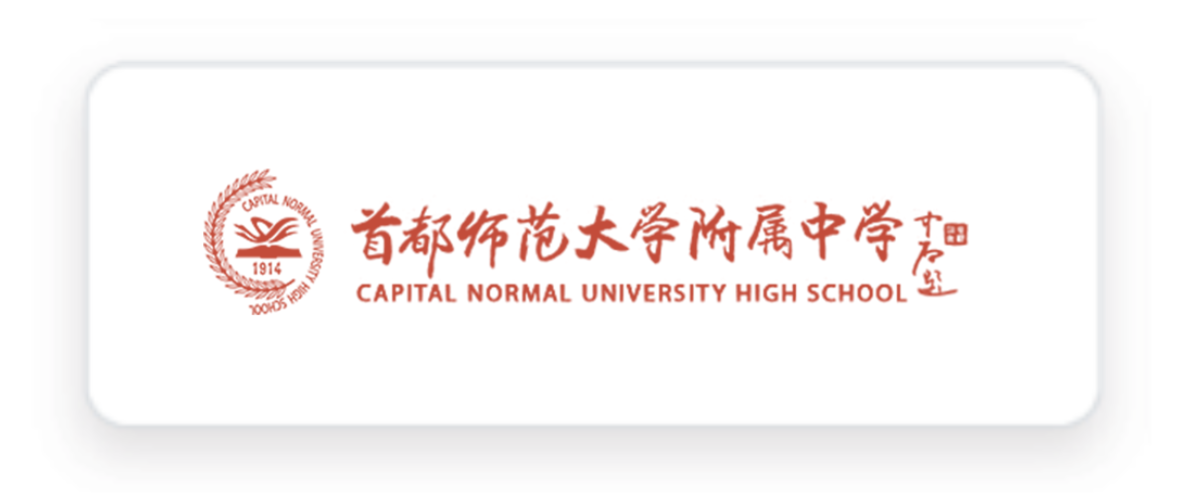 CAPITAL NORMAL UNIVERSITY HIGH SCHOOL
1914
首都师范大学附属中学
CAPITAL NORMAL UNIVERSITY HIGH SCHOOL